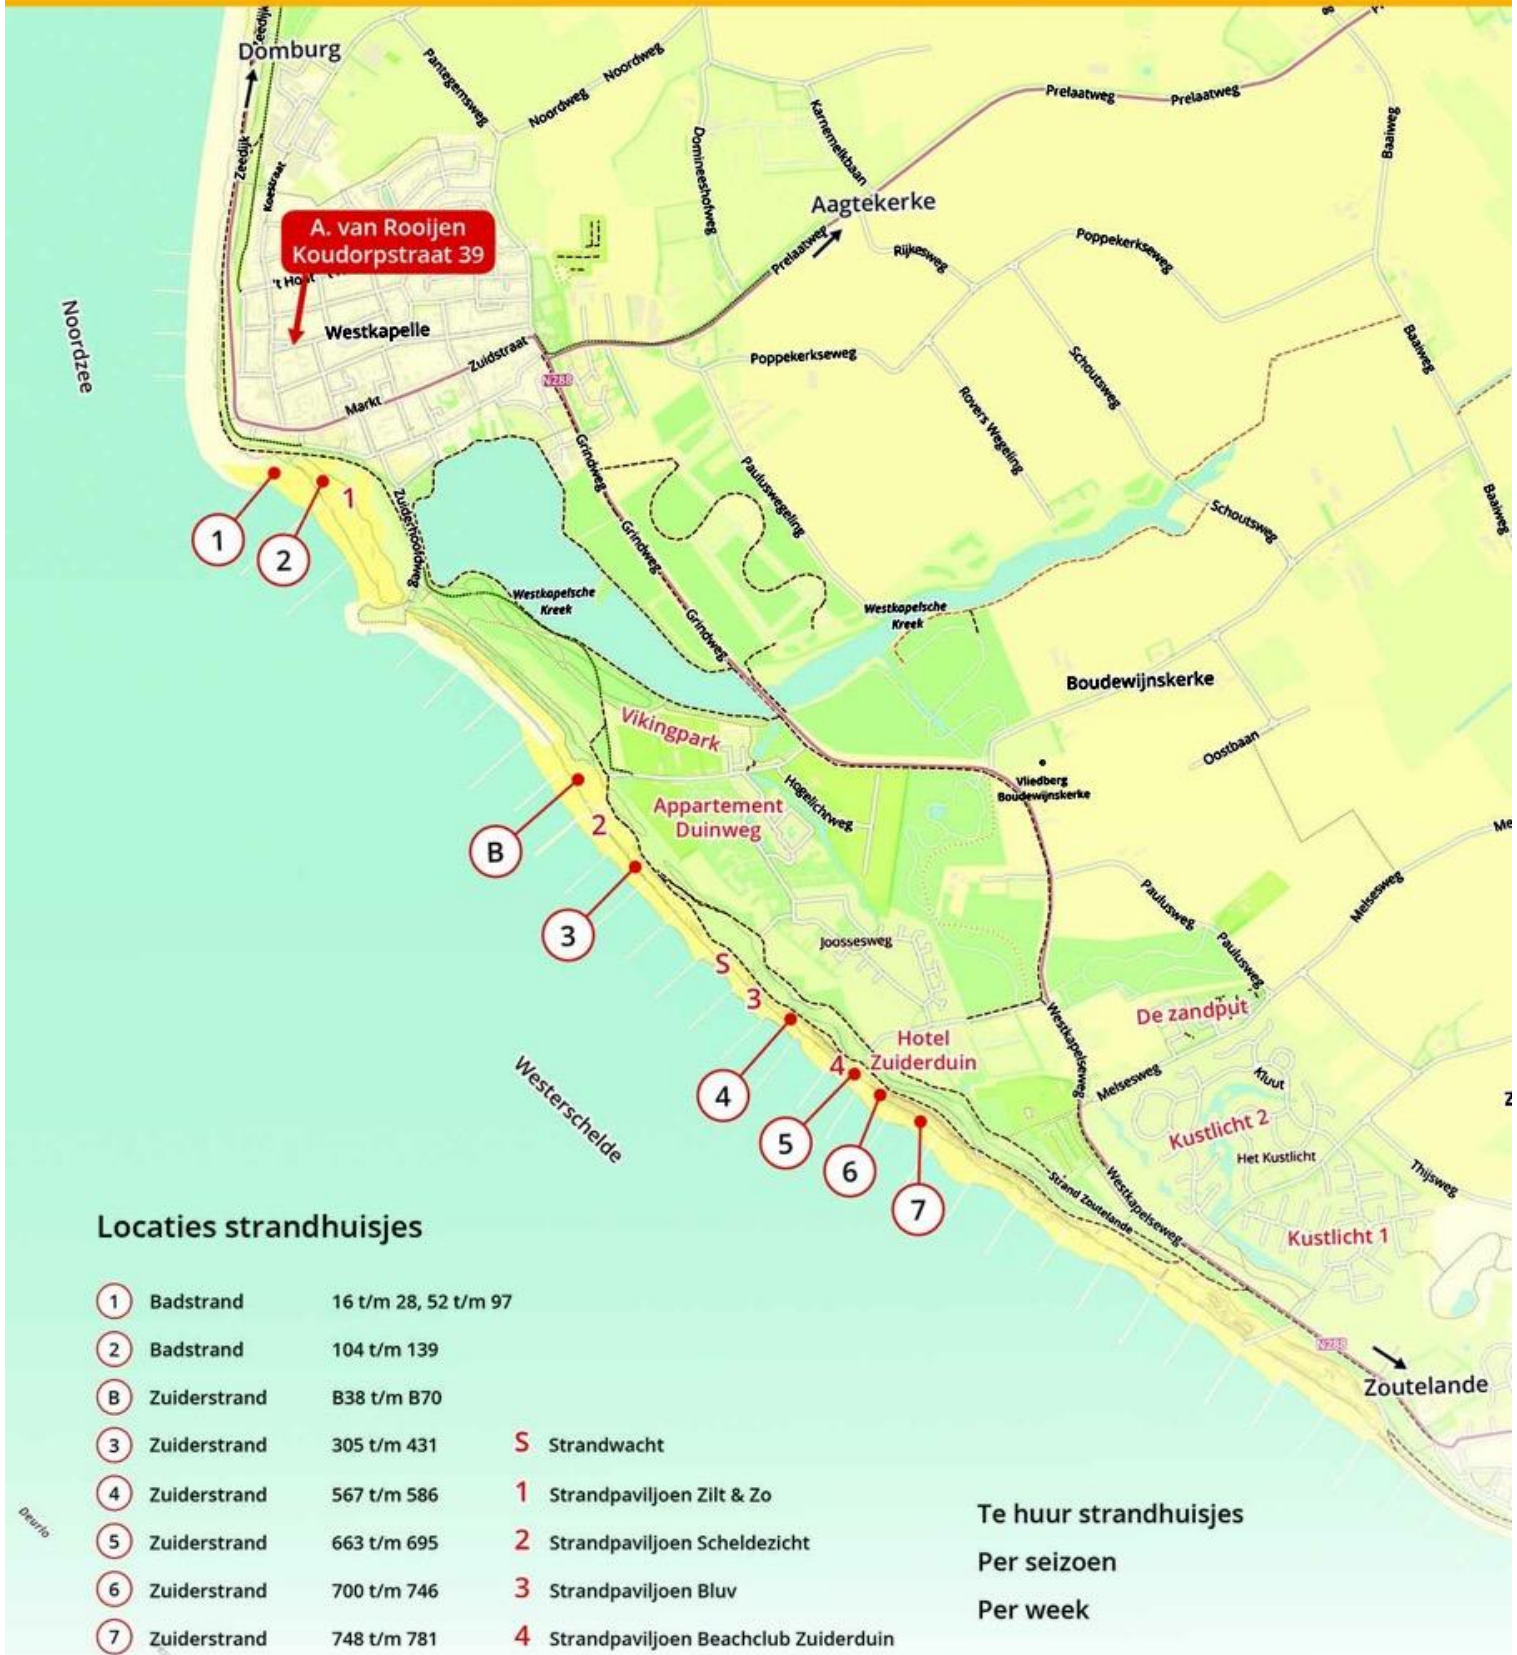 Zeedijk
Domburg
Pantegemsweg
Noordweg
Noordweg
Zeedijk
Koestraat
Karnemelkbaan
Domineeshofweg
Prelaatweg
Prelaatweg
Baaiweg
A. van Rooijen
Koudorpstraat 39
Aagtekerke
Prelaatweg
Rijkesweg
Poppekerkseweg
Noordzee
Westkapelle
Zuidstraat
Markt
N288
Poppekerkseweg
Schoutsweg
Baaiweg
Rovers Wegeling
Grindweg
Pauluswegeling
Baaiweg
1
2
1
Zuiderhoofdweg
Grindweg
Schoutsweg
Westkapelsche
Kreek
Grindweg
Westkapelsche
Kreek
Boudewijnskerke
Vikingpark
Oostbaan
Vliedberg
Boudewijnskerke
Appartement
Duinweg
Hogelichtweg
B
2
3
Paulusweg
Melsesweg
Me
Joossesweg
Paulusweg
S
3
De zandput
Westerschelde
Hotel
Zuiderduin
Westkapelseweg
4
4
5
6
7
Melsesweg
Kluut
Z
Kustlicht 2
Het Kustlicht
Thijsweg
Strand Zoutelande
Westkapelseweg
Kustlicht 1
N288
Zoutelande
Deurlo
Locaties strandhuisjes
1 Badstrand 16 t/m 28, 52 t/m 97
2 Badstrand 104 t/m 139
B Zuiderstrand B38 t/m B70
3 Zuiderstrand 305 t/m 431
4 Zuiderstrand 567 t/m 586
5 Zuiderstrand 663 t/m 695
6 Zuiderstrand 700 t/m 746
7 Zuiderstrand 748 t/m 781
S Strandwacht
1 Strandpaviljoen Zilt & Zo
2 Strandpaviljoen Scheldezicht
3 Strandpaviljoen Bluv
4 Strandpaviljoen Beachclub Zuiderduin
Te huur strandhuisjes
Per seizoen
Per week